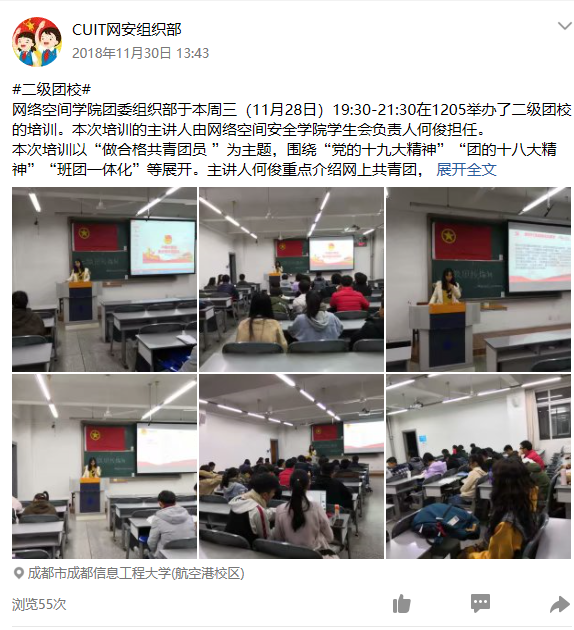 CUIT网安组织部
2018年11月30日 13:43
#二级团校#
网络空间学院团委组织部于本周三（11月28日）19:30-21:30在1205举办了二级团校
的培训。本次培训的主讲人由网络空间安全学院学生会负责人何俊担任。
本次培训以“做合格共青团员 ”为主题，围绕“党的十九大精神”“团的十八大精
神”“班团一体化”等展开。主讲人何俊重点介绍网上共青团， 展开全文
成都市成都信息工程大学(航空港校区)
浏览55次